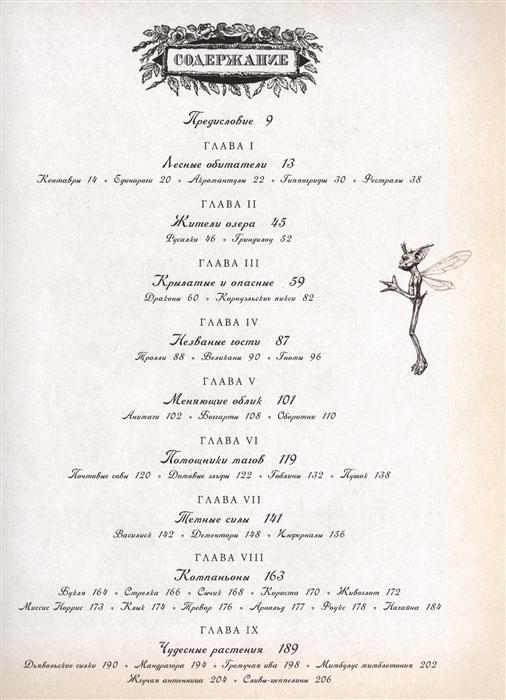 СОДЕРЖАНИЕ
Предисловие 9
ГЛАВА I
Лесные обитатели 13
Кентавры 14 • Единороги 20 • Акромантулы 22 • Гиппогрифы 30 • Фестралы 38
ГЛАВА II
Жители озера 45
Русалки 46 • Гриндилоу 52
ГЛАВА III
Крылатые и опасные 59
Драконы 60 • Карнуэльские пикси 82
ГЛАВА IV
Незваные гости 87
Тролли 88 • Великаны 90 • Гномы 96
ГЛАВА V
Меняющие облик 101
Анимаги 102 • Боггарты 108 • Оборотни 110
ГЛАВА VI
Помощники магов 119
Почтовые совы 120 • Домовые эльфы 122 • Гоблины 132 • Пушок 138
ГЛАВА VII
Темные силы 141
Василиск 142 • Дементоры 148 • Инферналы 156
ГЛАВА VIII
Компаньоны 163
Букля 164 • Стрелка 166 • Сычик 168 • Короста 170 • Живоглот 172
Миссис Норрис 173 • Клык 174 • Тревор 176 • Арнольд 177 • Фоукс 178 • Нагайна 184
ГЛАВА IX
Чудесные растения 189
Дьявольские силки 190 • Мандрагора 194 • Гремучая ива 198 • Мимбулус мимблетония 202
Жгучая антенница 204 • Сливы-цеппелины 206